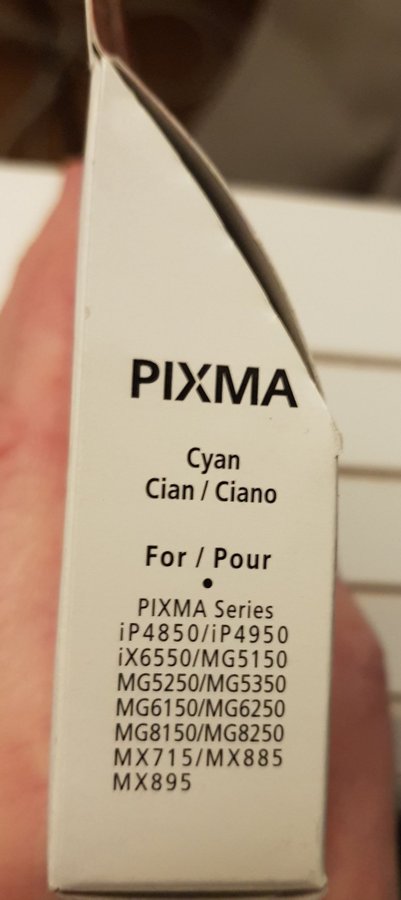 PIXMA
Cyan
Cian / Ciano
For / Pour
•
PIXMA Series
iP4850/iP4950
iX6550/MG5150
MG5250/MG5350
MG6150/MG6250
MG8150/MG8250
MX715/MX885
MX895